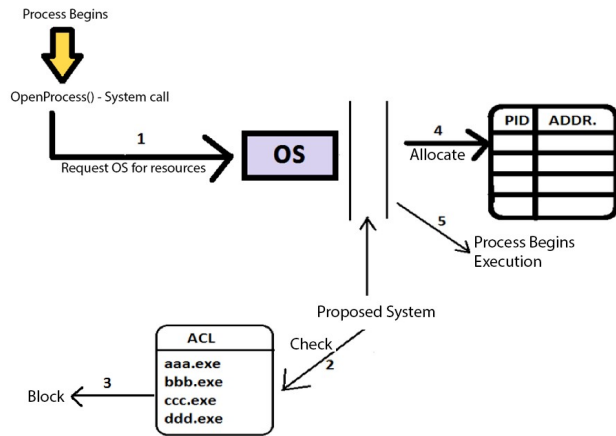 Process Begins
OpenProcess() - System call
1
Request OS for resources
OS
4
Allocate
PID ADDR.
5
Process Begins
Execution
Proposed System
Check
2
ACL
aaa.exe
bbb.exe
ccc.exe
ddd.exe
3
Block